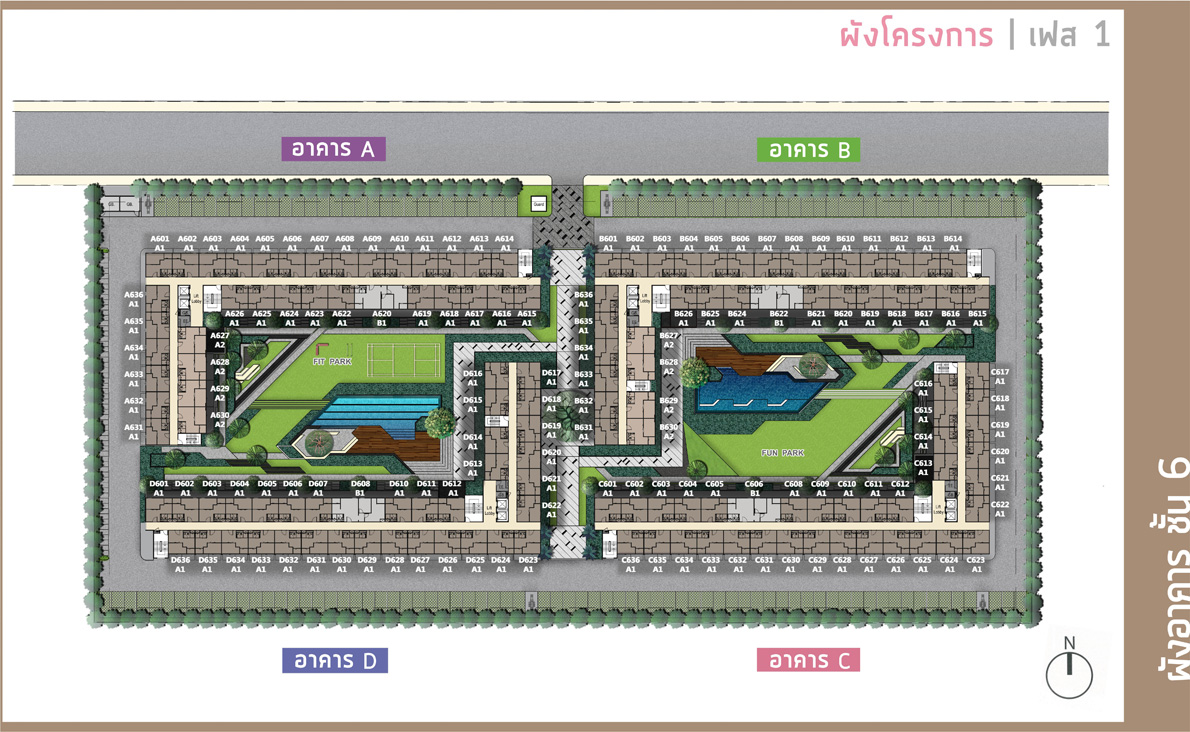 ผังโครงการ | เฟส 1
อาคาร A
อาคาร B
Guard
A601 A602 A603 A604 A605 A606 A607 A608 A609 A610 A611 A612 A613 A614
A1 A1 A1 A1 A1 A1 A1 A1 A1 A1 A1 A1 A1 A1
B601 B602 B603 B604 B605 B606 B607 B608 B609 B610 B611 B612 B613 B614
A1 A1 A1 A1 A1 A1 A1 A1 A1 A1 A1 A1 A1 A1
A636
A1
A635
A1
A634
A1
A633
A1
A632
A1
A631
A1
Lift
Lobby
A626 A625 A624 A623 A622 A620 A619 A618 A617 A616 A615
A1 A1 A1 A1 A1 B1 A1 A1 A1 A1 A1
A627
A2
A628
A2
A629
A2
A630
A2
FIT PARK
B636
A1
B635
A1
B634
A1
B633
A1
B632
A1
B631
A1
Lift
Lobby
B626 B625 B624 B622 B621 B620 B619 B618 B617 B616 B615
A1 A1 A1 B1 A1 A1 A1 A1 A1 A1 A1
B627
A2
B628
A2
B629
A2
B630
A2
FUN PARK
D616
A1
D615
A1
D614
A1
D613
A1
D617
A1
D618
A1
D619
A1
D620
A1
D621
A1
D622
A1
C616
A1
C615
A1
C614
A1
C613
A1
C617
A1
C618
A1
C619
A1
C620
A1
C621
A1
C622
A1
D601 D602 D603 D604 D605 D606 D607 D608 D610 D611 D612
A1 A1 A1 A1 A1 A1 A1 B1 A1 A1 A1
Lift
Lobby
C601 C602 C603 C604 C605 C606 C608 C609 C610 C611 C612
A1 A1 A1 A1 A1 B1 A1 A1 A1 A1 A1
Lift
Lobby
D636 D635 D634 D633 D632 D631 D630 D629 D628 D627 D626 D625 D624 D623
A1 A1 A1 A1 A1 A1 A1 A1 A1 A1 A1 A1 A1 A1
C636 C635 C634 C633 C632 C631 C630 C629 C628 C627 C626 C625 C624 C623
A1 A1 A1 A1 A1 A1 A1 A1 A1 A1 A1 A1 A1 A1
อาคาร D
อาคาร C
N
ผังอาคาร ชั้น 6